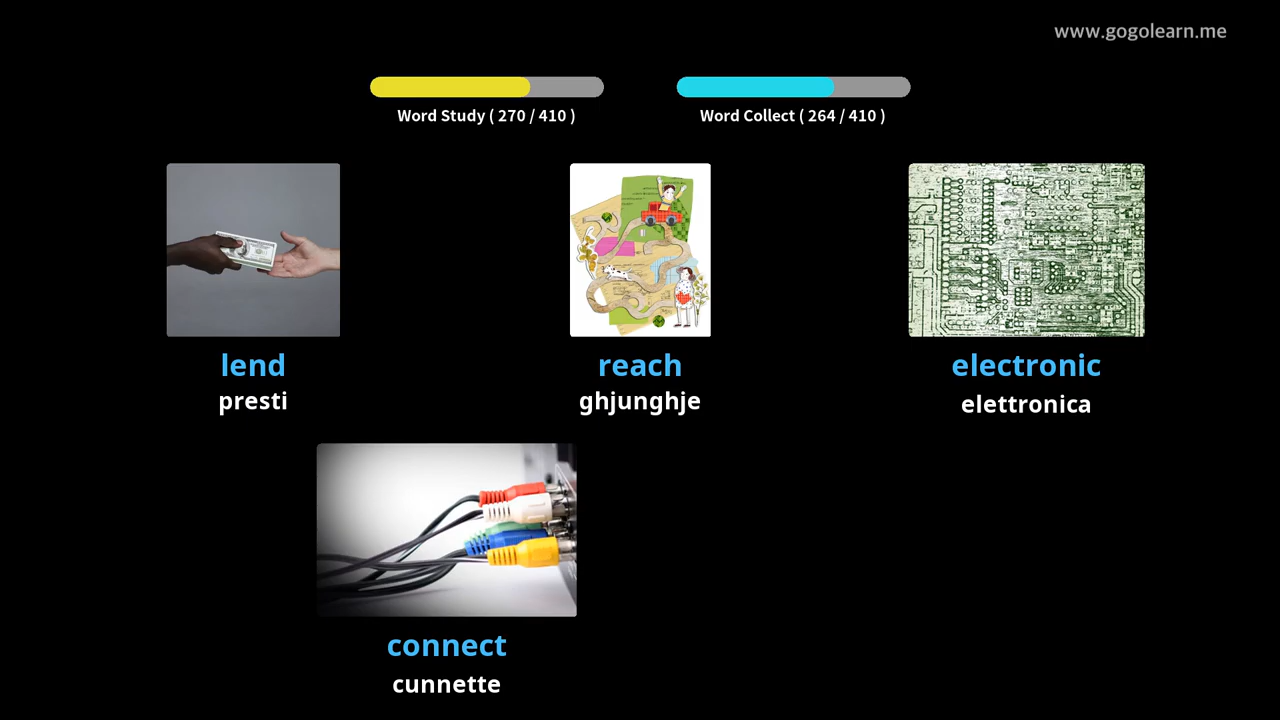 www.gogolearn.me
Word Study ( 270 / 410 )
Word Collect ( 264 / 410 )
lend
presti
reach
ghjunghje
electronic
elettronica
connect
cunnette